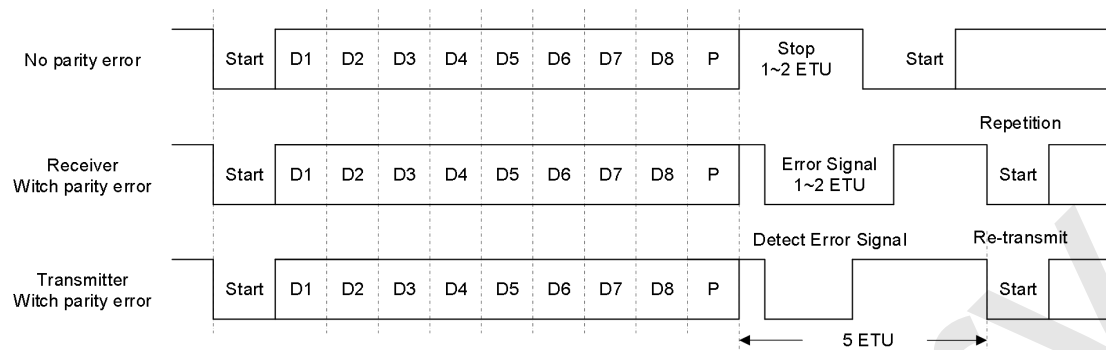 No parity error
Start D1 D2 D3 D4 D5 D6 D7 D8 P
Stop
1~2 ETU
Start
Repetition
Receiver
Witch parity error
Start D1 D2 D3 D4 D5 D6 D7 D8 P
Error Signal
1~2 ETU
Start
Detect Error Signal
Re-transmit
Transmitter
Witch parity error
Start D1 D2 D3 D4 D5 D6 D7 D8 P
Start
5 ETU